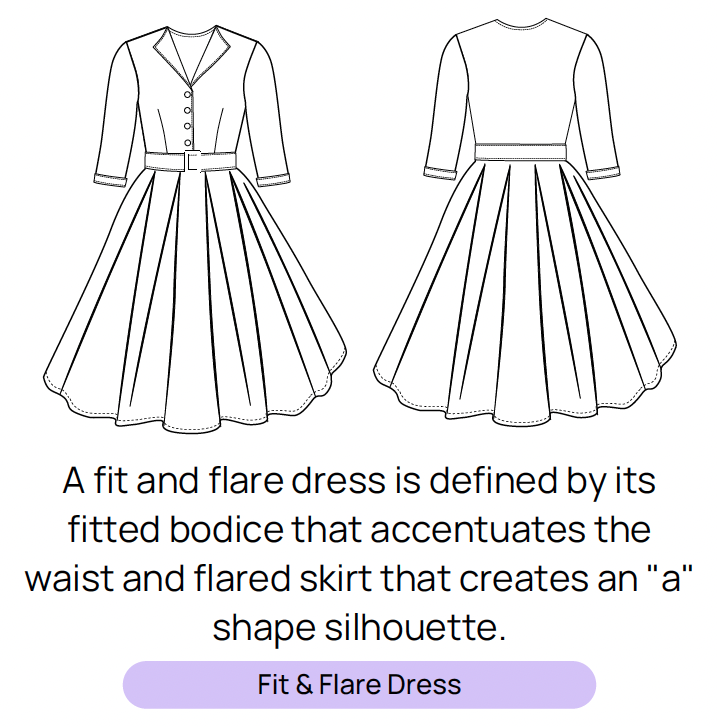 A fit and flare dress is defined by its
fitted bodice that accentuates the
waist and flared skirt that creates an "a"
shape silhouette.
Fit & Flare Dress